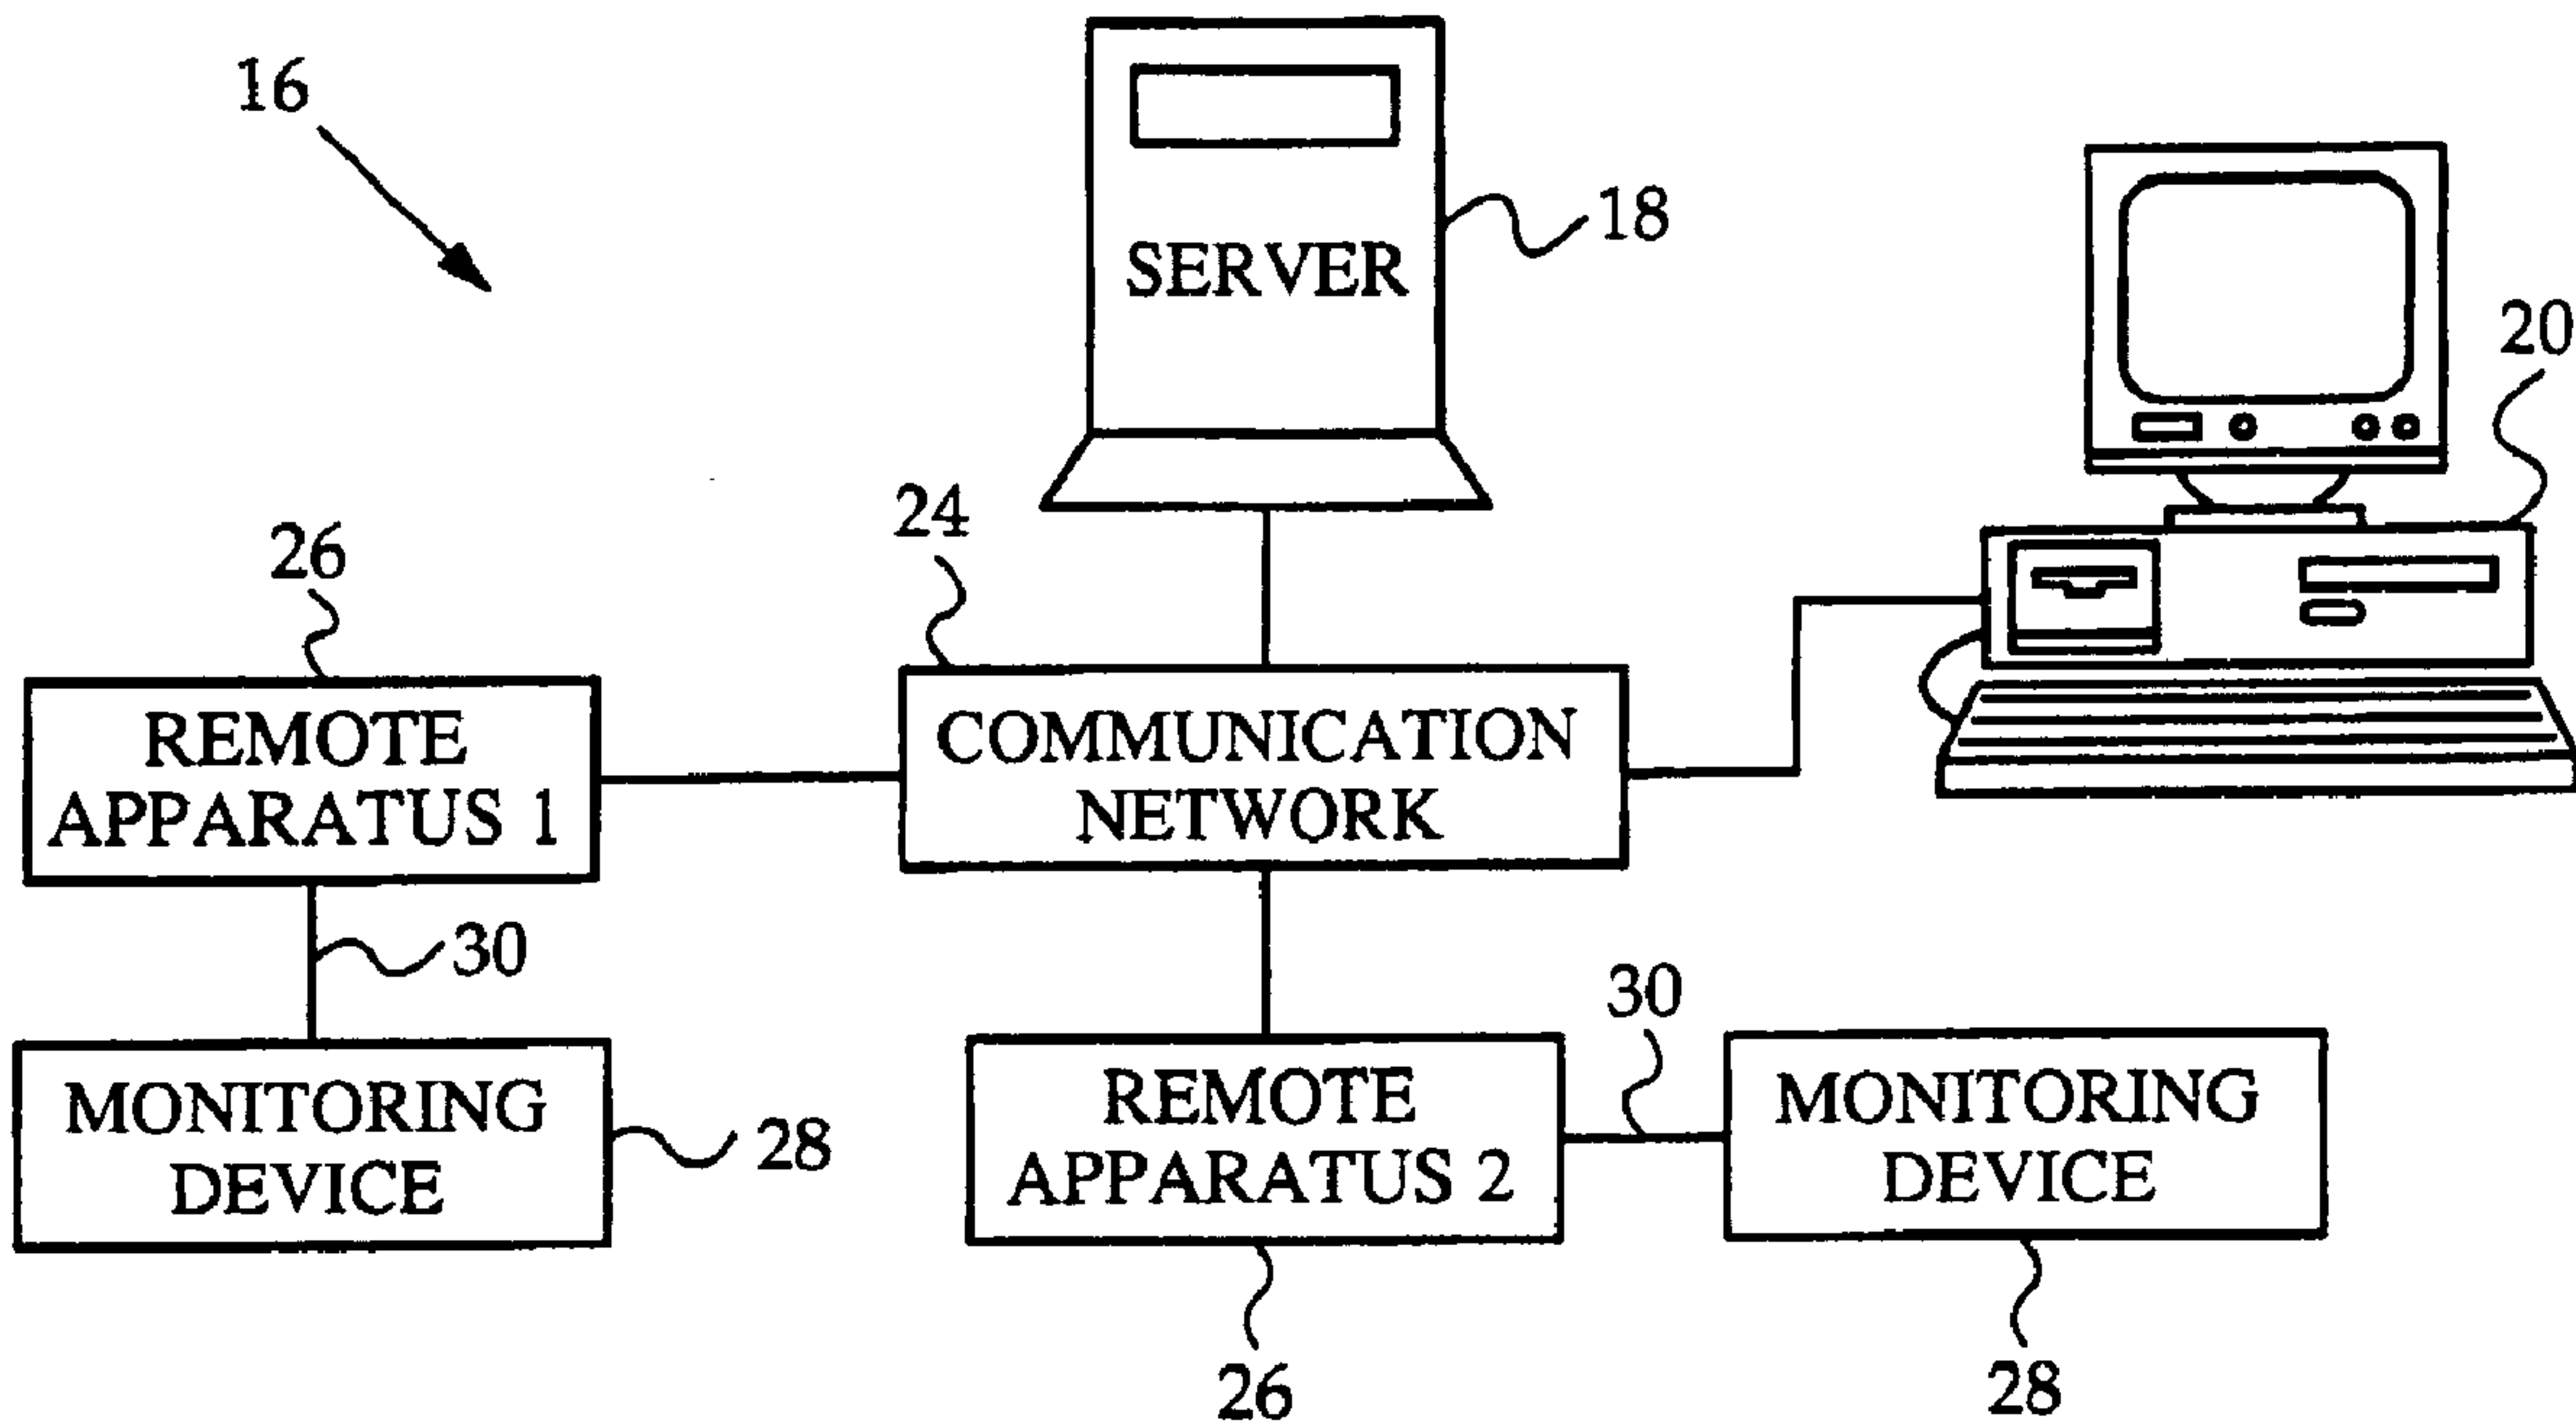 16
SERVER
18
20
24
26
REMOTE
APPARATUS 1
COMMUNICATION
NETWORK
30
30
MONITORING
DEVICE
28
REMOTE
APPARATUS 2
MONITORING
DEVICE
26
28